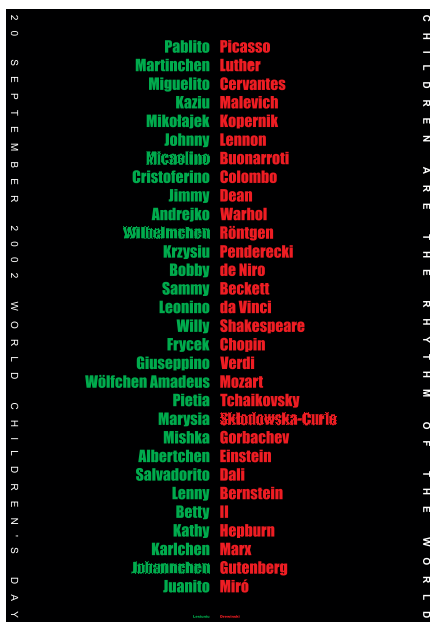 20 SEPTEMBER 2002 WORLD CHILDREN'S DAY
Pablito Picasso
Martinchen Luther
Miguelito Cervantes
Kaziu Malevich
Mikołajek Kopernik
Johnny Lennon
Micaelino Buonarroti
Cristoferino Colombo
Jimmy Dean
Andrejko Warhol
Wilhelmchen Röntgen
Krzysiu Penderecki
Bobby de Niro
Sammy Beckett
Leonino da Vinci
Willy Shakespeare
Frycek Chopin
Giuseppino Verdi
Wölfchen Amadeus Mozart
Pietia Tchaikovsky
Marysia Skłodowska-Curie
Mishka Gorbachev
Albertchen Einstein
Salvadorito Dali
Lenny Bernstein
Betty II
Kathy Hepburn
Karlchen Marx
Johannchen Gutenberg
Juanito Miró
CHILDREN ARE THE RHYTHM OF THE WORLD